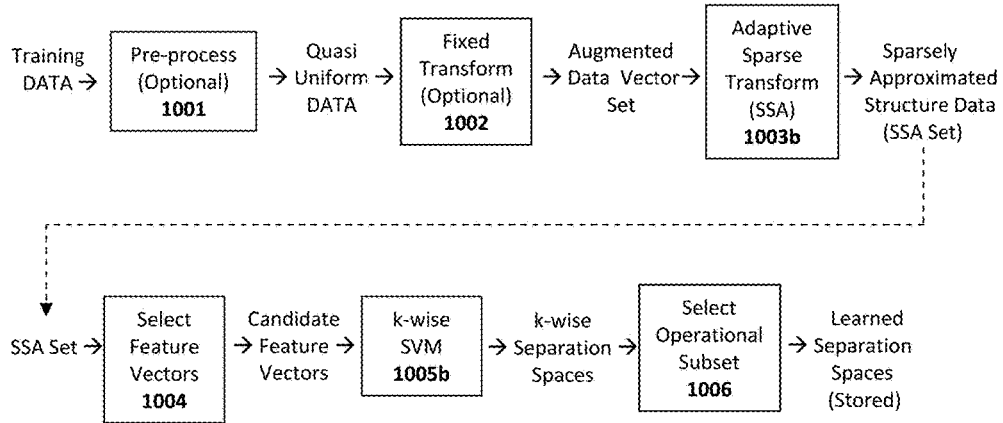 Training
DATA
Pre-process
(Optional)
1001
Quasi
Uniform
DATA
Fixed
Transform
(Optional)
1002
Augmented
Data Vector
Set
Adaptive
Sparse
Transform
(SSA)
1003b
Sparsely
Approximated
Structure Data
(SSA Set)
SSA Set
Select
Feature
Vectors
1004
Candidate
Feature
Vectors
k-wise
SVM
1005b
k-wise
Separation
Spaces
Select
Operational
Subset
1006
Learned
Separation
Spaces
(Stored)